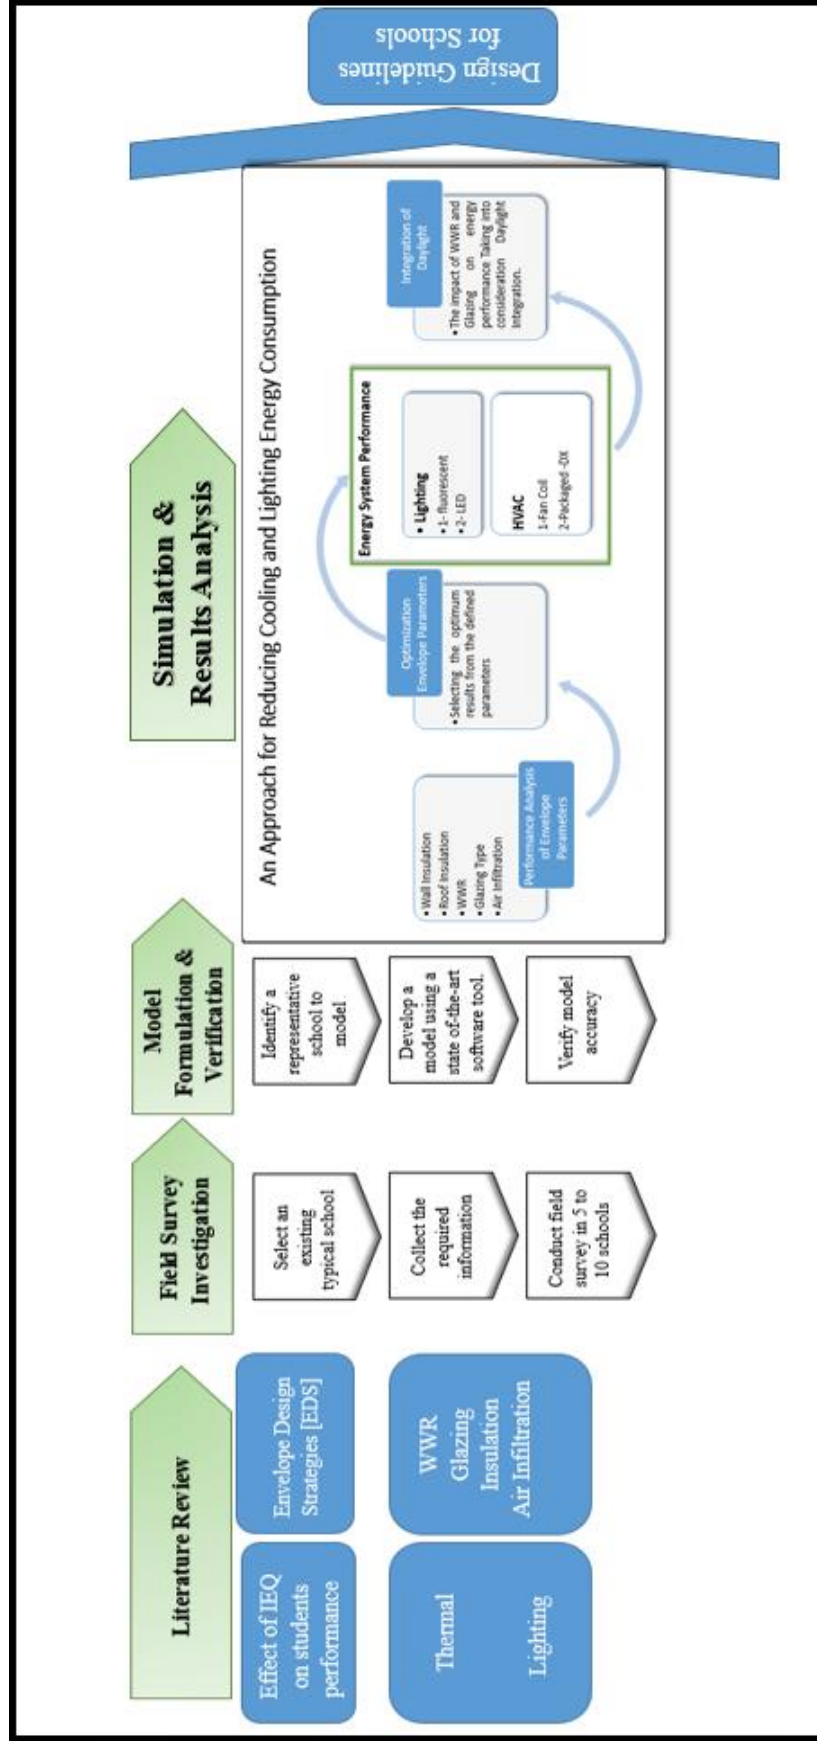 Literature Review
Effect of IEQ
on students
performance
Envelope Design
Strategies [EDS]
Thermal
Lighting
WWR
Glazing
Insulation
Air Infiltration
Field Survey
Investigation
Select an
existing
typical school
Collect the
required
information
Conduct field
survey in 5 to
10 schools
Model
Formulation &
Verification
Identify a
representative
school to
model
Develop a
model using a
state of-the-art
software tool.
Verify model
accuracy
Simulation &
Results Analysis
An Approach for Reducing Cooling and Lighting Energy Consumption
• Wall Insulation
• Roof Insulation
• WWR
• Glazing Type
• Air Infiltration
Performance Analysis
of Envelope
Parameters
Optimization
Envelope Parameters
• Selecting the optimum
results from the defined
parameters
Energy System Performance
• Lighting
• 1- fluorescent
• 2- LED
HVAC
1-Fan Coil
2-Packaged -DX
Integration of
Daylight
• The impact of WWR and
Glazing on energy
performance Taking into
consideration Daylight
Integration.
Design Guidelines
for Schools